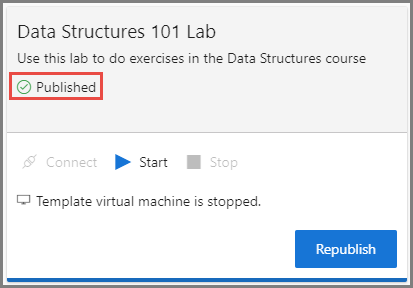 Data Structures 101 Lab
Use this lab to do exercises in the Data Structures course
Published
Connect Start Stop
Template virtual machine is stopped.
Republish